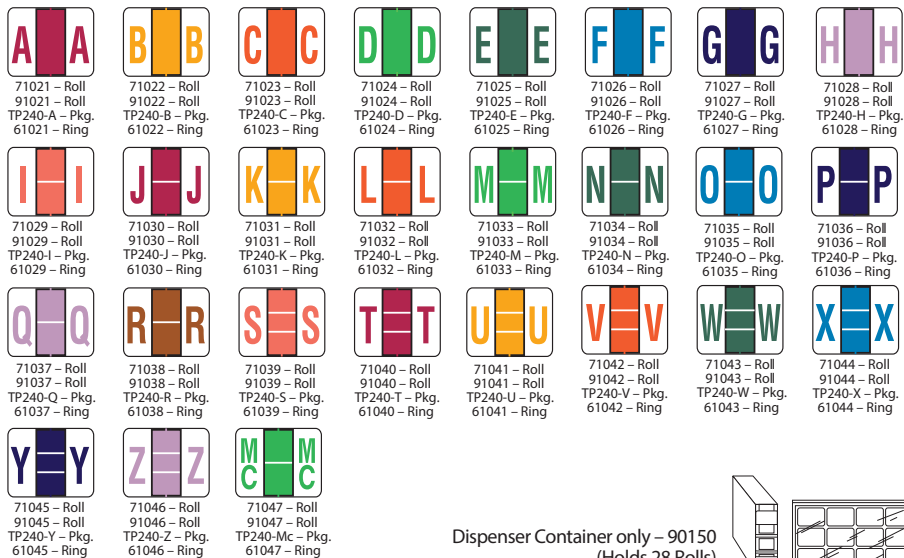 A A
71021 – Roll
91021 – Roll
TP240-A – Pkg.
61021 – Ring
B B
71022 – Roll
91022 – Roll
TP240-B – Pkg.
61022 – Ring
C C
71023 – Roll
91023 – Roll
TP240-C – Pkg.
61023 – Ring
D D
71024 – Roll
91024 – Roll
TP240-D – Pkg.
61024 – Ring
E E
71025 – Roll
91025 – Roll
TP240-E – Pkg.
61025 – Ring
F F
71026 – Roll
91026 – Roll
TP240-F – Pkg.
61026 – Ring
G G
71027 – Roll
91027 – Roll
TP240-G – Pkg.
61027 – Ring
H H
71028 – Roll
91028 – Roll
TP240-H – Pkg.
61028 – Ring
I I
71029 – Roll
91029 – Roll
TP240-I – Pkg.
61029 – Ring
J J
71030 – Roll
91030 – Roll
TP240-J – Pkg.
61030 – Ring
K K
71031 – Roll
91031 – Roll
TP240-K – Pkg.
61031 – Ring
L L
71032 – Roll
91032 – Roll
TP240-L – Pkg.
61032 – Ring
M M
71033 – Roll
91033 – Roll
TP240-M – Pkg.
61033 – Ring
N N
71034 – Roll
91034 – Roll
TP240-N – Pkg.
61034 – Ring
O O
71035 – Roll
91035 – Roll
TP240-O – Pkg.
61035 – Ring
P P
71036 – Roll
91036 – Roll
TP240-P – Pkg.
61036 – Ring
Q Q
71037 – Roll
91037 – Roll
TP240-Q – Pkg.
61037 – Ring
R R
71038 – Roll
91038 – Roll
TP240-R – Pkg.
61038 – Ring
S S
71039 – Roll
91039 – Roll
TP240-S – Pkg.
61039 – Ring
T T
71040 – Roll
91040 – Roll
TP240-T – Pkg.
61040 – Ring
U U
71041 – Roll
91041 – Roll
TP240-U – Pkg.
61041 – Ring
V V
71042 – Roll
91042 – Roll
TP240-V – Pkg.
61042 – Ring
W W
71043 – Roll
91043 – Roll
TP240-W – Pkg.
61043 – Ring
X X
71044 – Roll
91044 – Roll
TP240-X – Pkg.
61044 – Ring
Y Y
71045 – Roll
91045 – Roll
TP240-Y – Pkg.
61045 – Ring
Z Z
71046 – Roll
91046 – Roll
TP240-Z – Pkg.
61046 – Ring
M M
C C
71047 – Roll
91047 – Roll
TP240-Mc – Pkg.
61047 – Ring
Dispenser Container only – 90150
(Holds 28 Rolls)